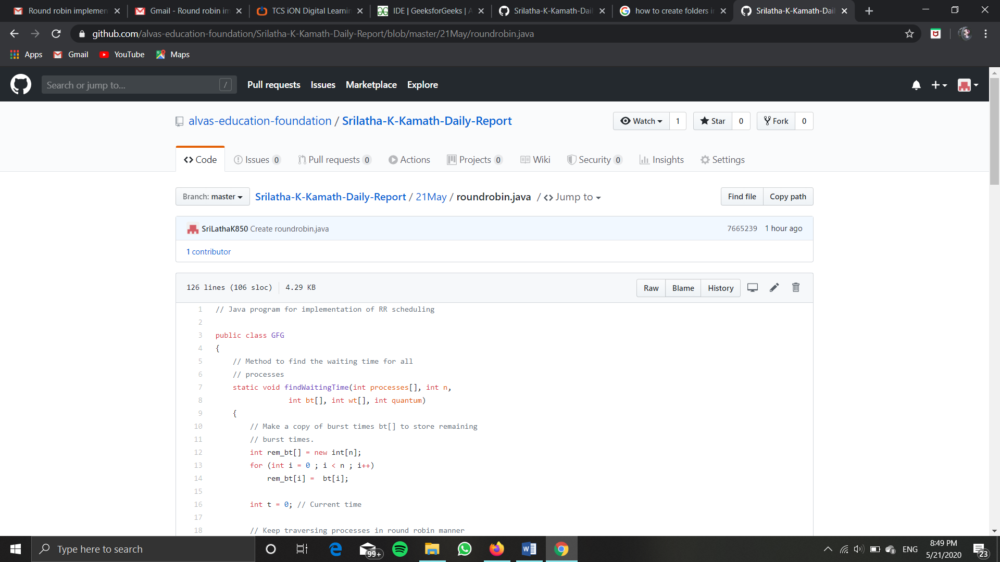 Round robin implemen
Gmail - Round robin im
TCS iON Digital Learnin
IDE | GeeksforGeeks | A
Srilatha-K-Kamath-Dail
how to create folders i
Srilatha-K-Kamath-Dail
github.com/alvas-education-foundation/Srilatha-K-Kamath-Daily-Report/blob/master/21May/roundrobin.java
Apps Gmail YouTube Maps
Search or jump to... / Pull requests Issues Marketplace Explore
alvas-education-foundation / Srilatha-K-Kamath-Daily-Report Watch 1 Star 0 Fork 0
Code Issues 0 Pull requests 0 Actions Projects 0 Wiki Security 0 Insights Settings
Branch: master Srilatha-K-Kamath-Daily-Report / 21May / roundrobin.java / <> Jump to Find file Copy path
SriLathaK850 Create roundrobin.java 7665239 1 hour ago
1 contributor
126 lines (106 sloc) 4.29 KB Raw Blame History
1 // Java program for implementation of RR scheduling
2
3 public class GFG
4 {
5 // Method to find the waiting time for all
6 // processes
7 static void findWaitingTime(int processes[], int n,
8 int bt[], int wt[], int quantum)
9 {
10 // Make a copy of burst times bt[] to store remaining
11 // burst times.
12 int rem_bt[] = new int[n];
13 for (int i = 0 ; i < n ; i++)
14 rem_bt[i] =  bt[i];
15
16 int t = 0; // Current time
17
18 // Keep traversing processes in round robin manner
Type here to search
99+
ENG
8:49 PM
5/21/2020
23